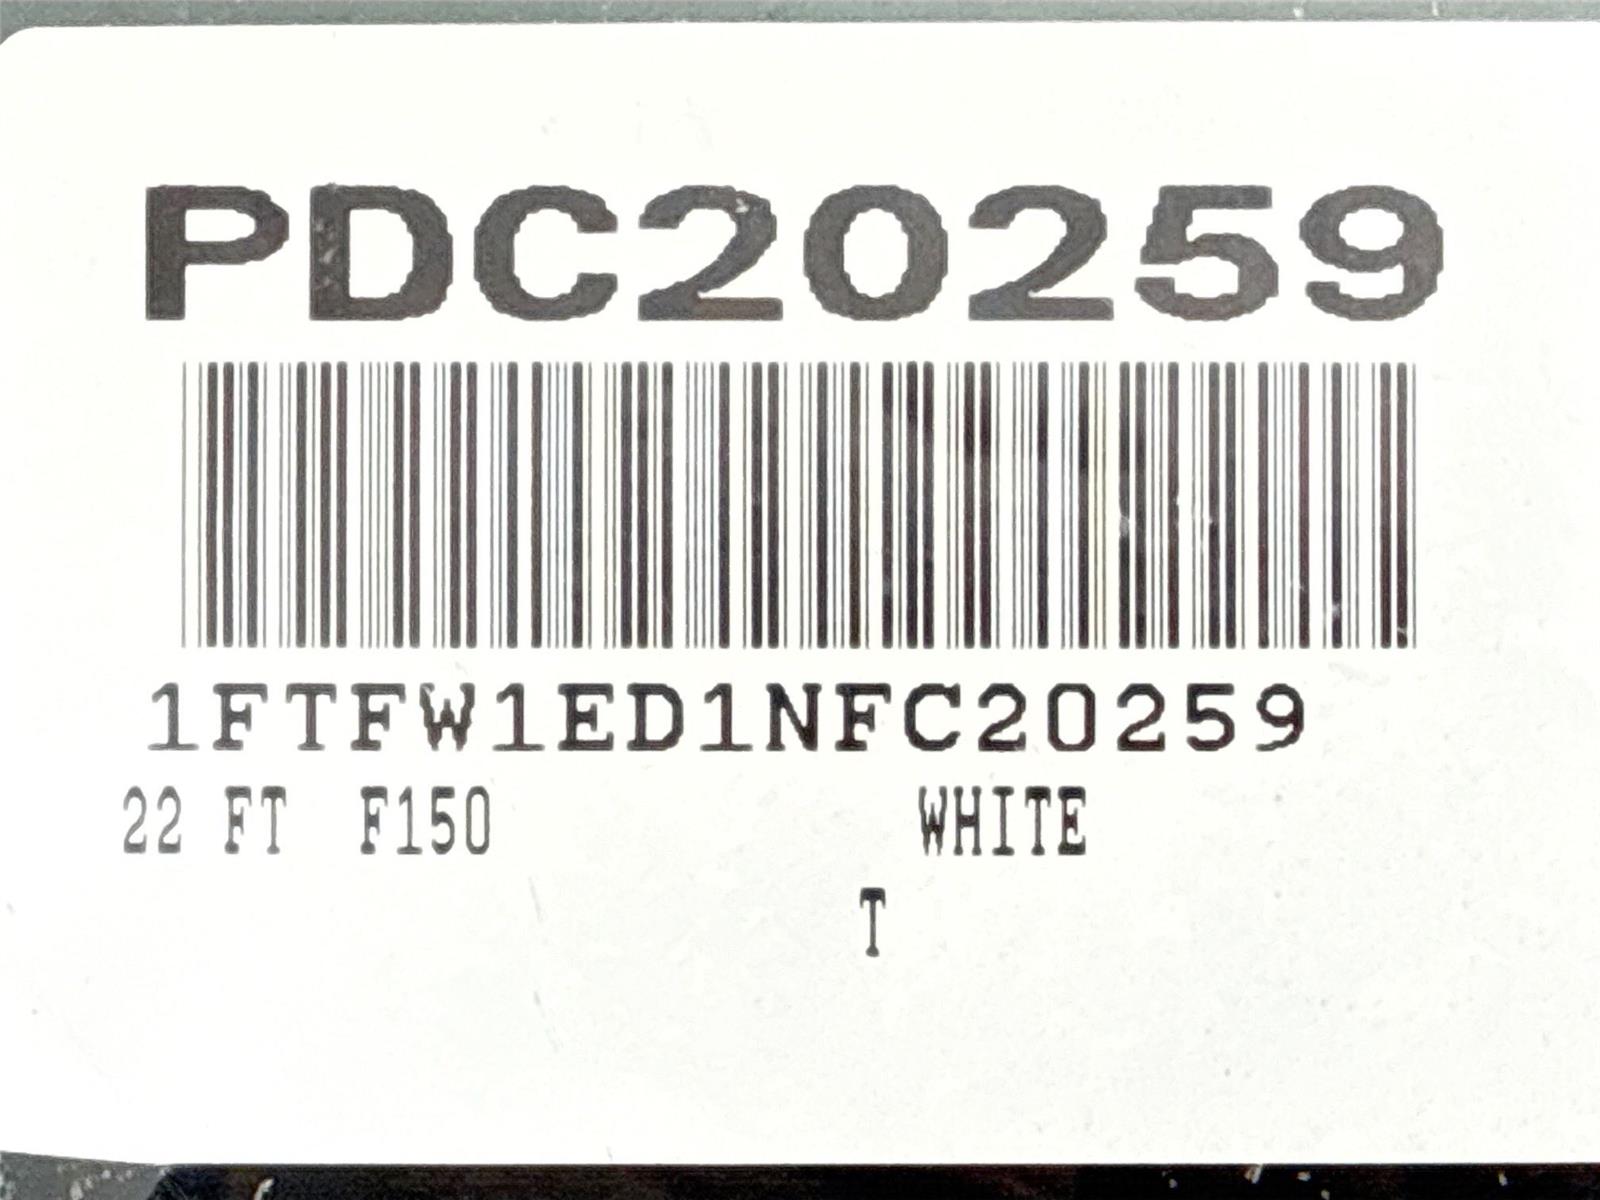 PDC20259
1FTFW1ED1NFC20259
22 FT F150 WHITE
T